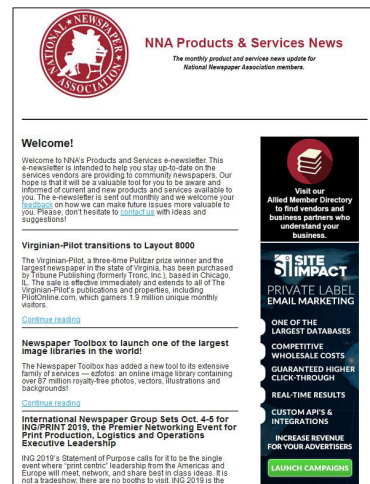 NATIONAL NEWSPAPER ASSOCIATION
NNA Products & Services News
The monthly product and services news update for
National Newspaper Association members.
Welcome!
Welcome to NNA's Products and Services e-newsletter. This
e-newsletter is intended to help you stay up-to-date on the
services vendors are providing to community newspapers. Our
hope is that it will be a valuable tool for you to be aware and
informed of current and new products and services available to
you. The e-newsletter is sent out monthly and we welcome your
feedback on how we can make future issues more valuable to
you. Please, don't hesitate to contact us with ideas and
suggestions!
Virginian-Pilot transitions to Layout 8000
The Virginian-Pilot, a three-time Pulitzer prize winner and the
largest newspaper in the state of Virginia, has been purchased
by Tribune Publishing (formerly Tronc, Inc.), based in Chicago,
IL. The sale is effective immediately and extends to all of The
Virginian-Pilot's publications and properties, including
PilotOnline.com, which garners 1.9 million unique monthly
visitors.
Continue reading
Newspaper Toolbox to launch one of the largest
image libraries in the world!
The Newspaper Toolbox has added a new tool to its extensive
family of services — ezfotos: an online image library containing
over 87 million royalty-free photos, vectors, illustrations and
backgrounds!
Continue reading
International Newspaper Group Sets Oct. 4-5 for
ING/PRINT 2019, the Premier Networking Event for
Print Production, Logistics and Operations
Executive Leadership
ING 2019's Statement of Purpose calls for it to be the single
event where "print centric" leadership from the Americas and
Europe will meet, network, and share best in class ideas. It is
not a tradeshow; there are no booths to visit. ING 2019 is the
Visit our
Allied Member Directory
to find vendors and
business partners who
understand your
business.
SITE
IMPACT
PRIVATE LABEL
EMAIL MARKETING
ONE OF THE
LARGEST DATABASES
COMPETITIVE
WHOLESALE COSTS
GUARANTEED HIGHER
CLICK-THROUGH
REAL-TIME RESULTS
CUSTOM API'S &
INTEGRATIONS
INCREASE REVENUE
FOR YOUR ADVERTISERS
LAUNCH CAMPAIGNS